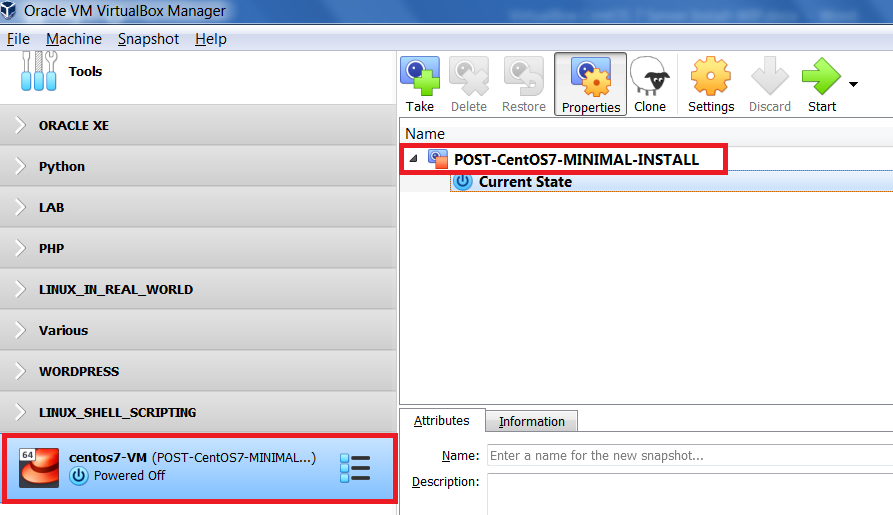 Oracle VM VirtualBox Manager
File Machine Snapshot Help
Tools
ORACLE XE
Python
LAB
PHP
LINUX_IN_REAL_WORLD
Various
WORDPRESS
LINUX_SHELL_SCRIPTING
64
centos7-VM (POST-CentOS7-MINIMAL...)
Powered Off
Take Delete Restore Properties Clone Settings Discard Start
Name
POST-CentOS7-MINIMAL-INSTALL
Current State
Attributes Information
Name: Enter a name for the new snapshot...
Description: